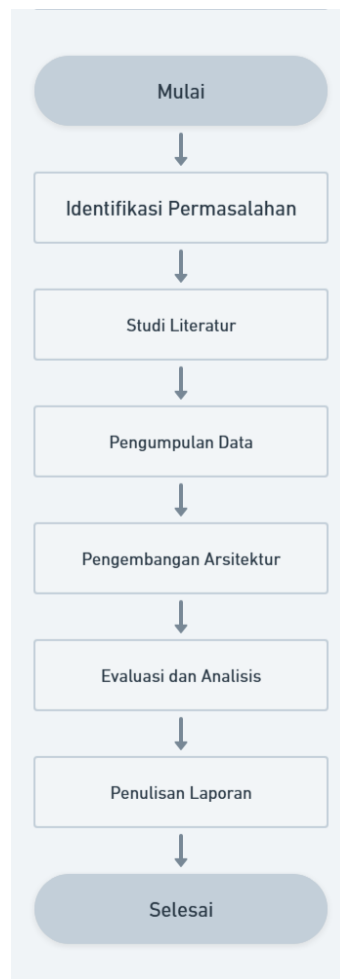 Mulai
Identifikasi Permasalahan
Studi Literatur
Pengumpulan Data
Pengembangan Arsitektur
Evaluasi dan Analisis
Penulisan Laporan
Selesai